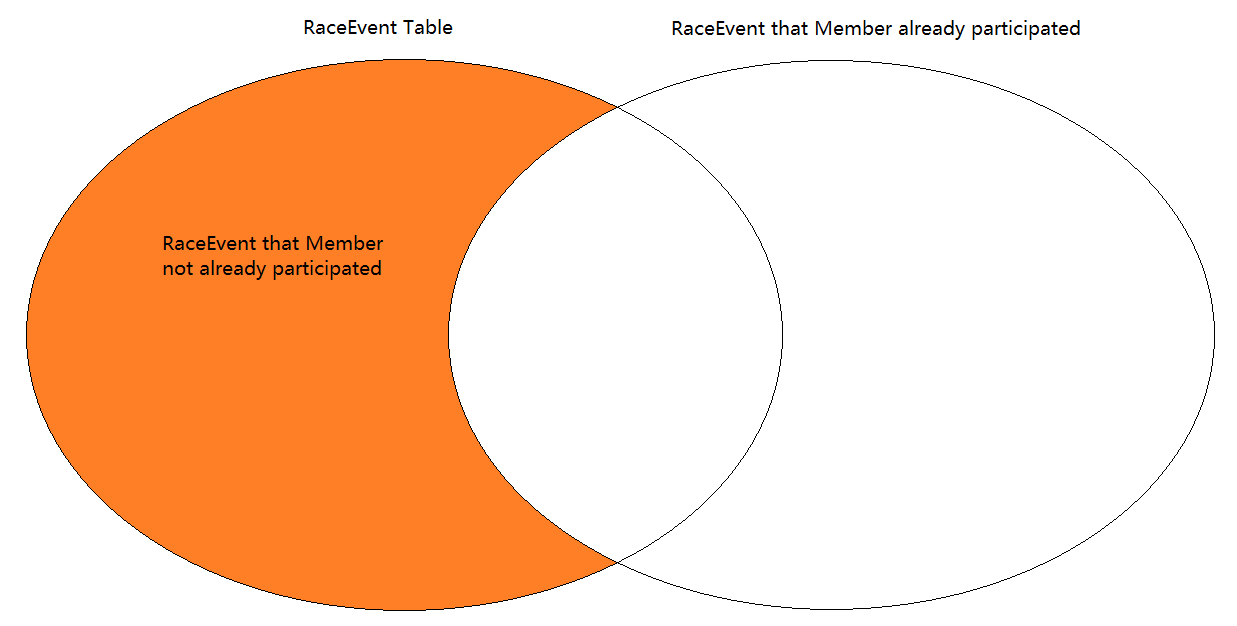 RaceEvent Table
RaceEvent that Member already participated
RaceEvent that Member
not already participated